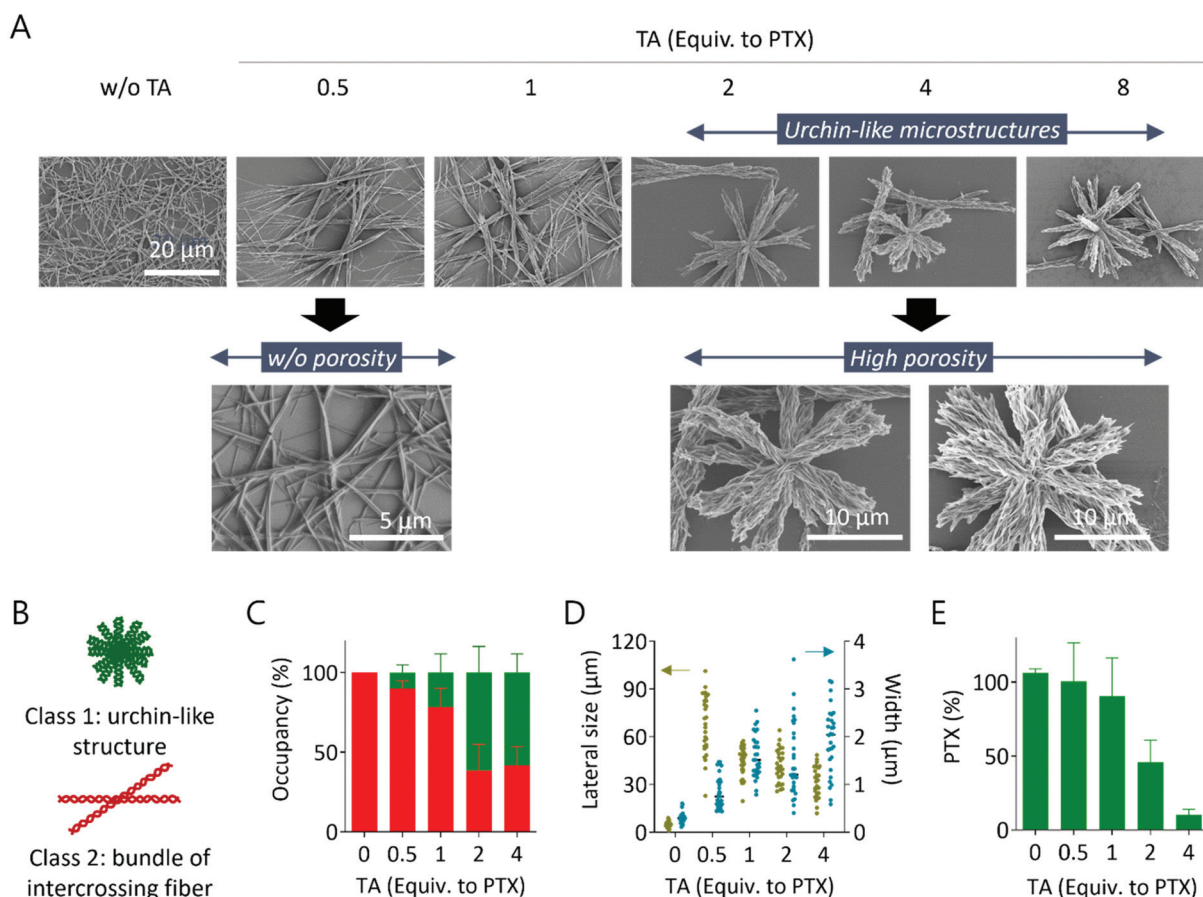 A
TA (Equiv. to PTX)
w/o TA 0.5 1 2 4 8
Urchin-like microstructures
20 μm
w/o porosity High porosity
5 μm 10 μm 10 μm
B
Class 1: urchin-like
structure
Class 2: bundle of
intercrossing fiber
C
Occupancy (%)
100
50
0
0 0.5 1 2 4
TA (Equiv. to PTX)
D
Lateral size (μm)
120
90
60
30
0
Width (μm)
4
3
2
1
0
0 0.5 1 2 4
TA (Equiv. to PTX)
E
PTX (%)
100
50
0
0 0.5 1 2 4
TA (Equiv. to PTX)